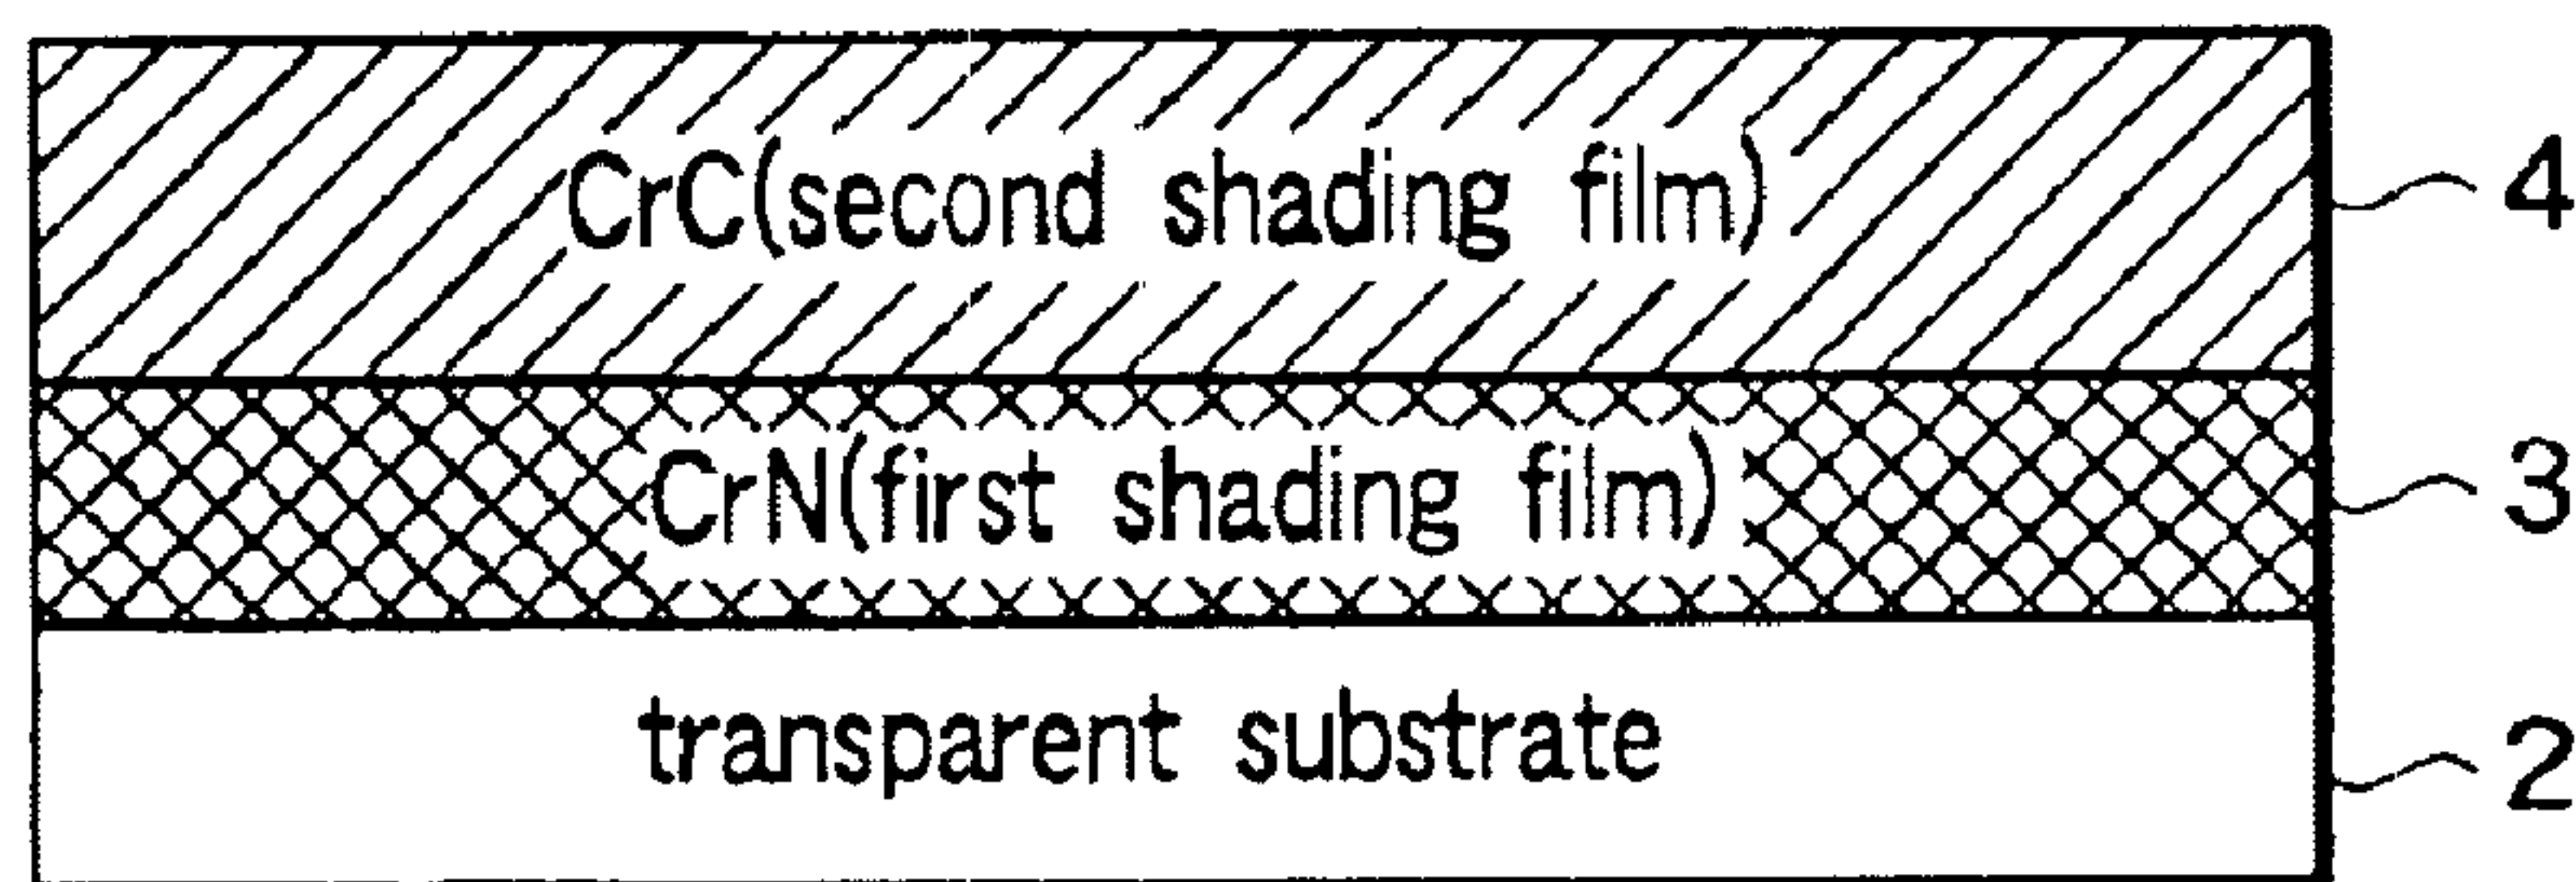 CrC(second shading film) 4
CrN(first shading film) 3
transparent substrate 2